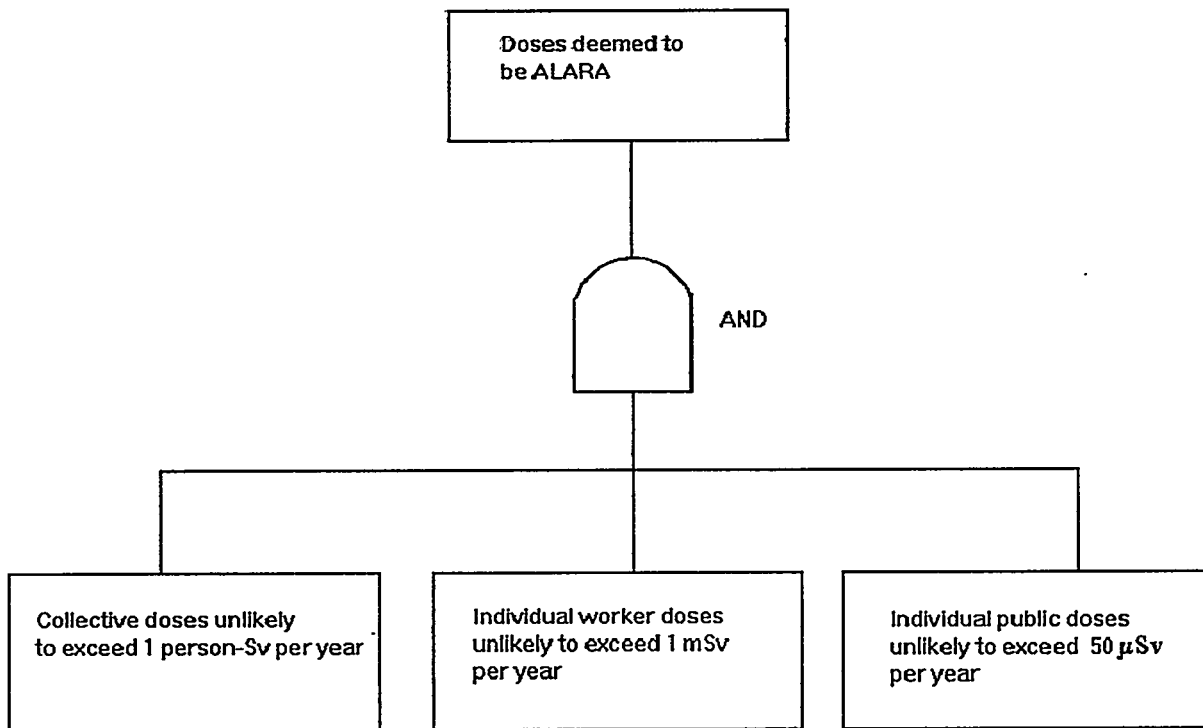 Doses deemed to
be ALARA
AND
Collective doses unlikely
to exceed 1 person-Sv per year
Individual worker doses
unlikely to exceed 1 mSv
per year
Individual public doses
unlikely to exceed 50 μSv
per year